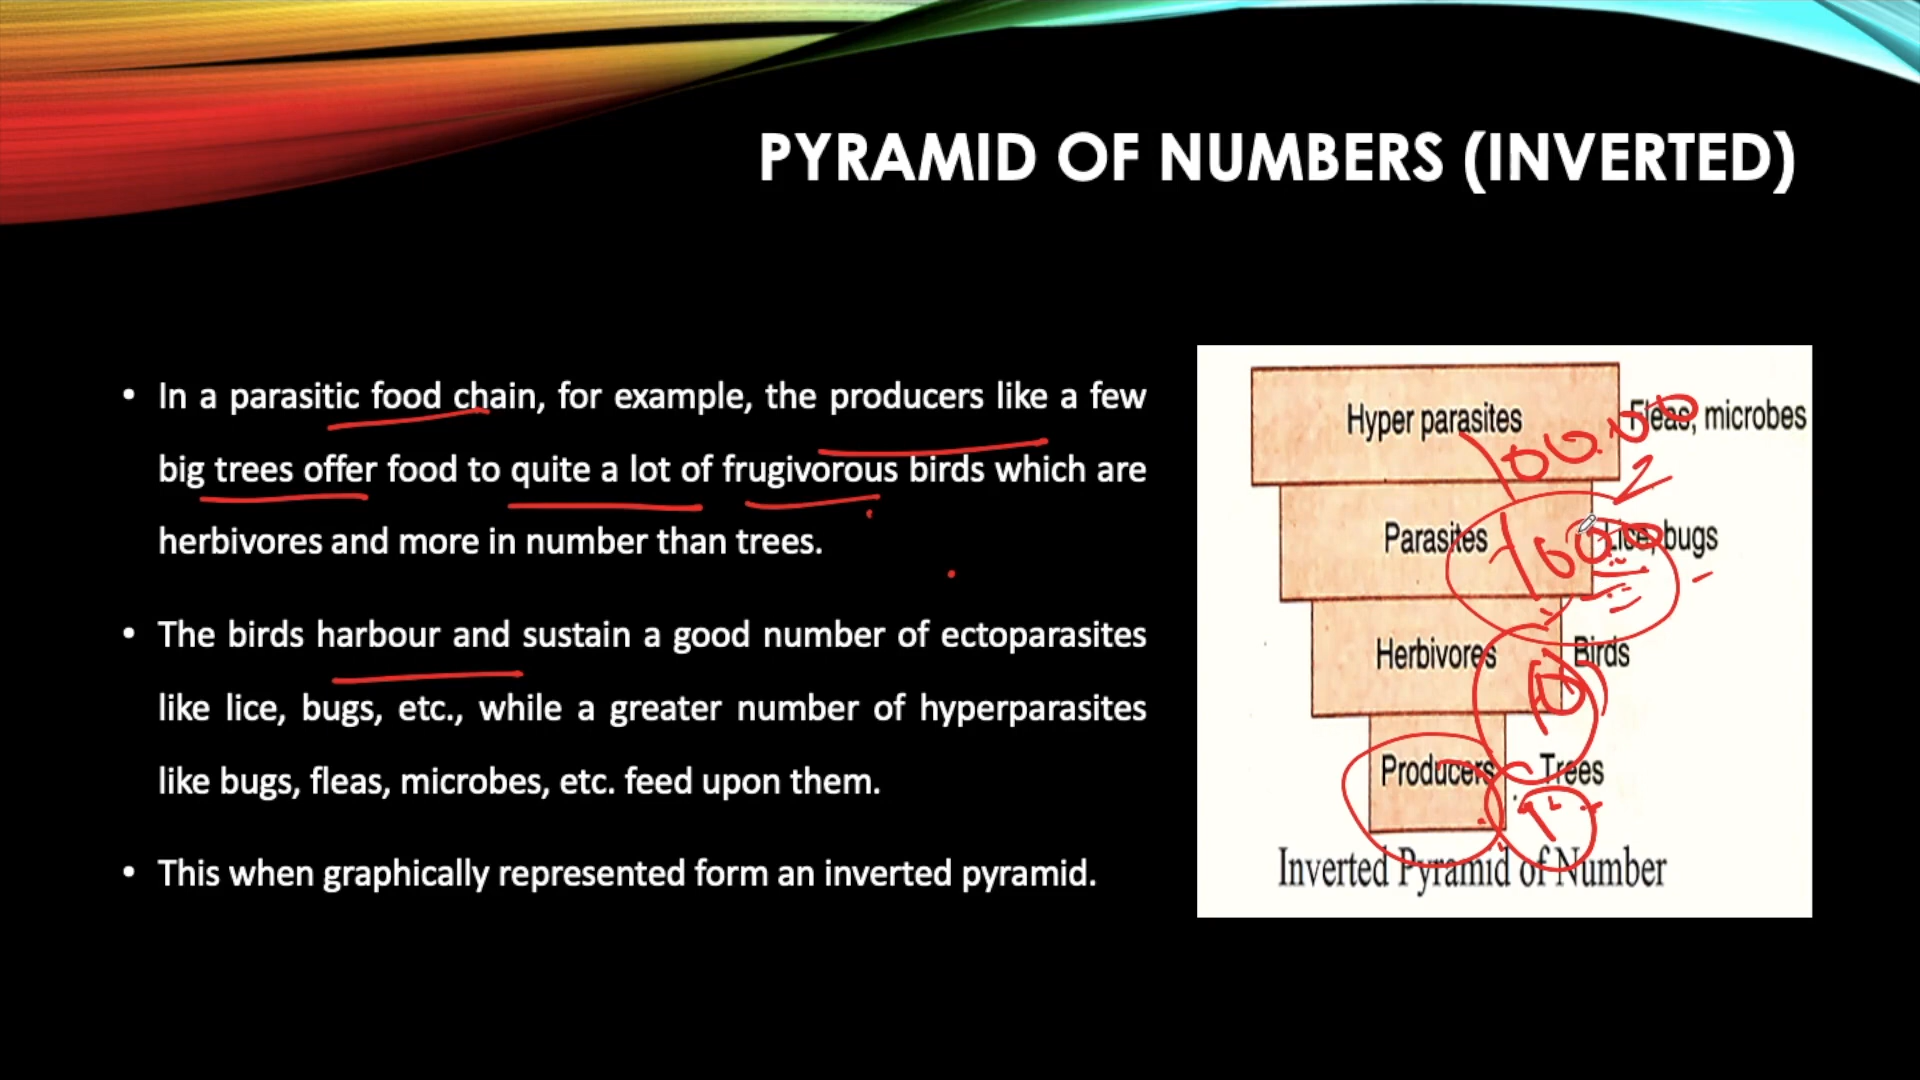 PYRAMID OF NUMBERS (INVERTED)
• In a parasitic food chain, for example, the producers like a few
big trees offer food to quite a lot of frugivorous birds which are
herbivores and more in number than trees.
• The birds harbour and sustain a good number of ectoparasites
like lice, bugs, etc., while a greater number of hyperparasites
like bugs, fleas, microbes, etc. feed upon them.
• This when graphically represented form an inverted pyramid.
Hyper parasites Fleas, microbes
Parasites Lice, bugs
Herbivores Birds
Producers Trees
Inverted Pyramid of Number